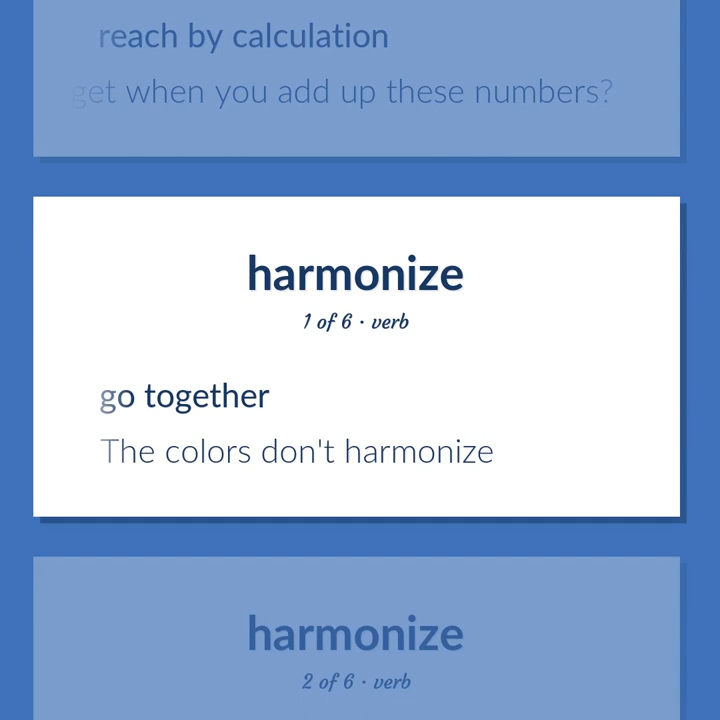 reach by calculation
get when you add up these numbers?
harmonize
1 of 6 · verb
go together
The colors don't harmonize
harmonize
2 of 6 · verb